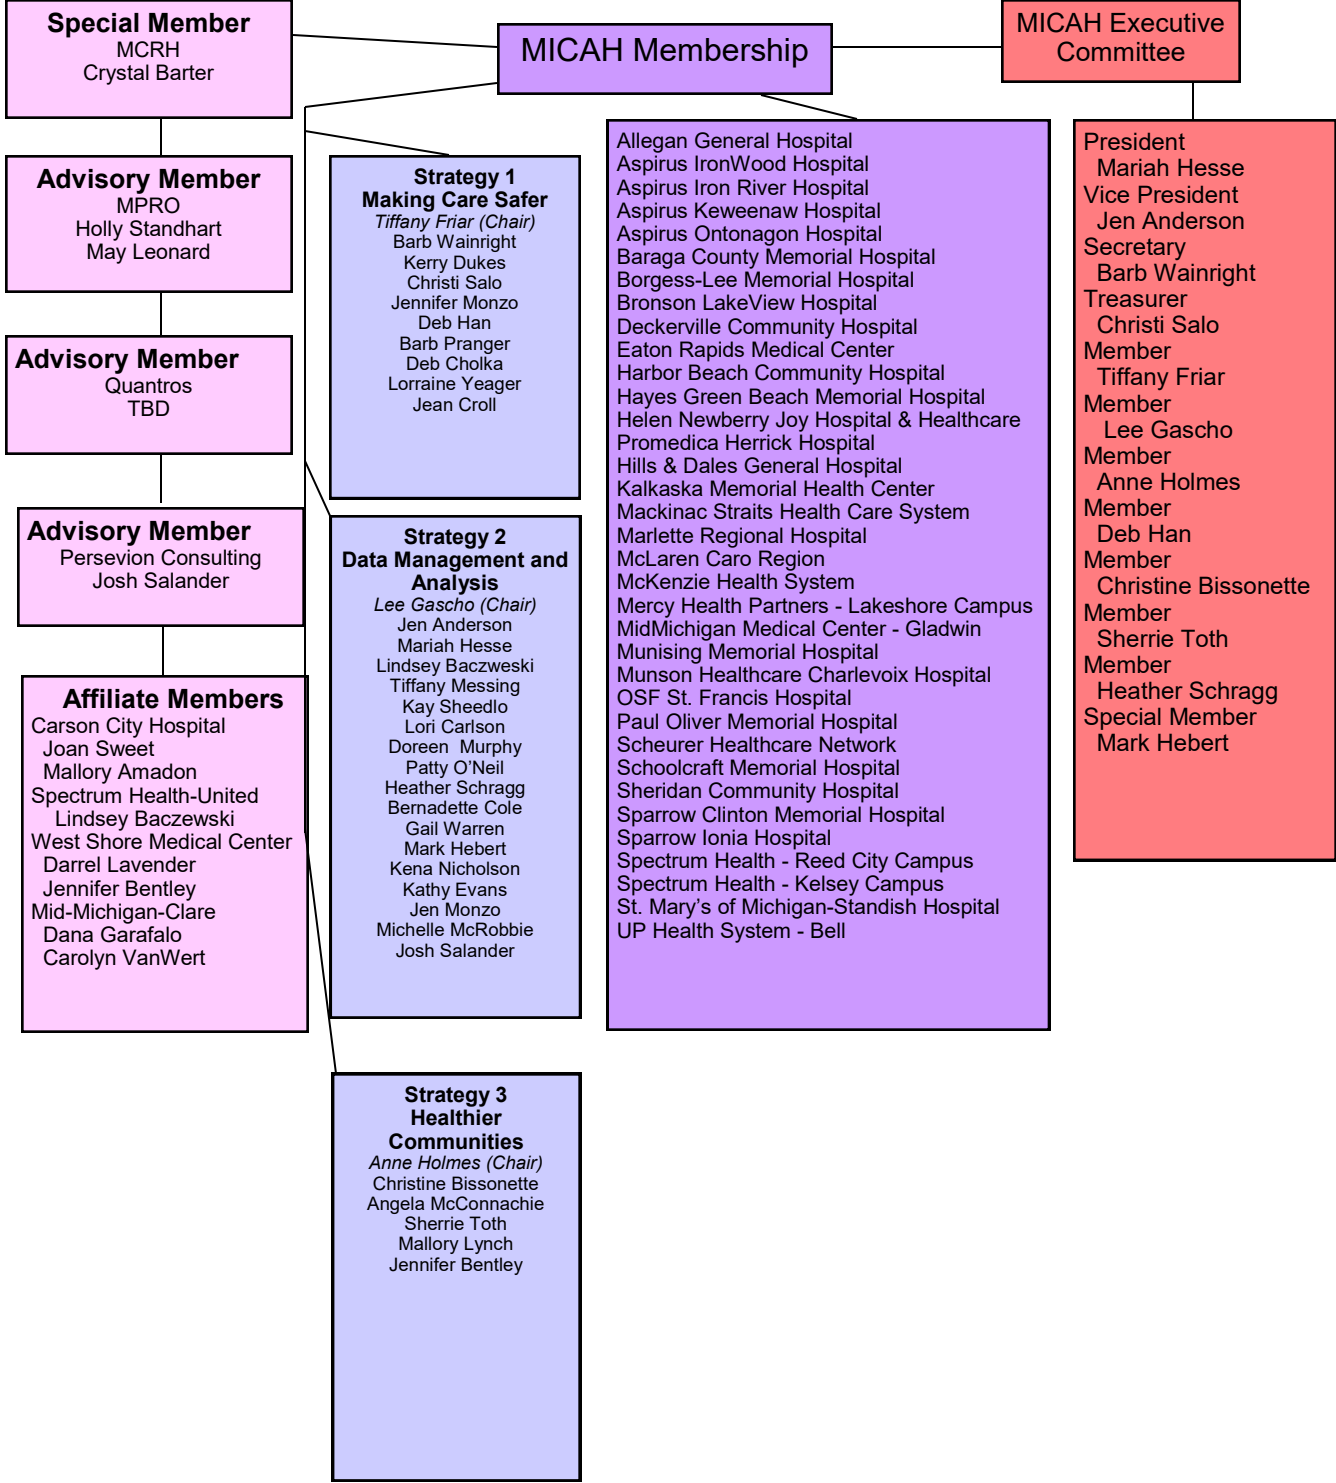 Special Member
MCRH
Crystal Barter
MICAH Membership
MICAH Executive
Committee
Advisory Member
MPRO
Holly Standhart
May Leonard
Advisory Member
Quantros
TBD
Advisory Member
Persevion Consulting
Josh Salander
Affiliate Members
Carson City Hospital
Joan Sweet
Mallory Amadon
Spectrum Health-United
Lindsey Baczewski
West Shore Medical Center
Darrel Lavender
Jennifer Bentley
Mid-Michigan-Clare
Dana Garafalo
Carolyn VanWert
Strategy 1
Making Care Safer
Tiffany Friar (Chair)
Barb Wainright
Kerry Dukes
Christi Salo
Jennifer Monzo
Deb Han
Barb Pranger
Deb Cholka
Lorraine Yeager
Jean Croll
Strategy 2
Data Management and
Analysis
Lee Gascho (Chair)
Jen Anderson
Mariah Hesse
Lindsey Baczweski
Tiffany Messing
Kay Sheedlo
Lori Carlson
Doreen  Murphy
Patty O’Neil
Heather Schragg
Bernadette Cole
Gail Warren
Mark Hebert
Kena Nicholson
Kathy Evans
Jen Monzo
Michelle McRobbie
Josh Salander
Strategy 3
Healthier
Communities
Anne Holmes (Chair)
Christine Bissonette
Angela McConnachie
Sherrie Toth
Mallory Lynch
Jennifer Bentley
Allegan General Hospital
Aspirus IronWood Hospital
Aspirus Iron River Hospital
Aspirus Keweenaw Hospital
Aspirus Ontonagon Hospital
Baraga County Memorial Hospital
Borgess-Lee Memorial Hospital
Bronson LakeView Hospital
Deckerville Community Hospital
Eaton Rapids Medical Center
Harbor Beach Community Hospital
Hayes Green Beach Memorial Hospital
Helen Newberry Joy Hospital & Healthcare
Promedica Herrick Hospital
Hills & Dales General Hospital
Kalkaska Memorial Health Center
Mackinac Straits Health Care System
Marlette Regional Hospital
McLaren Caro Region
McKenzie Health System
Mercy Health Partners - Lakeshore Campus
MidMichigan Medical Center - Gladwin
Munising Memorial Hospital
Munson Healthcare Charlevoix Hospital
OSF St. Francis Hospital
Paul Oliver Memorial Hospital
Scheurer Healthcare Network
Schoolcraft Memorial Hospital
Sheridan Community Hospital
Sparrow Clinton Memorial Hospital
Sparrow Ionia Hospital
Spectrum Health - Reed City Campus
Spectrum Health - Kelsey Campus
St. Mary’s of Michigan-Standish Hospital
UP Health System - Bell
President
Mariah Hesse
Vice President
Jen Anderson
Secretary
Barb Wainright
Treasurer
Christi Salo
Member
Tiffany Friar
Member
Lee Gascho
Member
Anne Holmes
Member
Deb Han
Member
Christine Bissonette
Member
Sherrie Toth
Member
Heather Schragg
Special Member
Mark Hebert